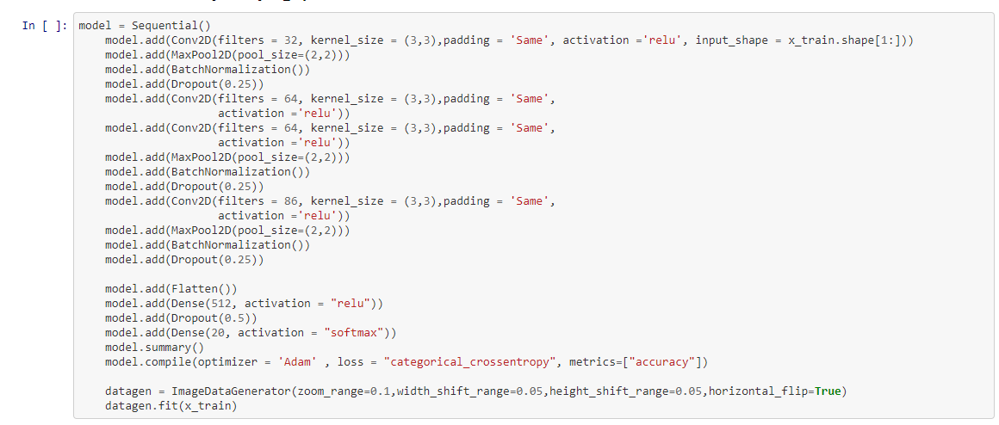 In [ ]: model = Sequential()
model.add(Conv2D(filters = 32, kernel_size = (3,3),padding = 'Same', activation ='relu', input_shape = x_train.shape[1:]))
model.add(MaxPool2D(pool_size=(2,2)))
model.add(BatchNormalization())
model.add(Dropout(0.25))
model.add(Conv2D(filters = 64, kernel_size = (3,3),padding = 'Same',
activation ='relu'))
model.add(Conv2D(filters = 64, kernel_size = (3,3),padding = 'Same',
activation ='relu'))
model.add(MaxPool2D(pool_size=(2,2)))
model.add(BatchNormalization())
model.add(Dropout(0.25))
model.add(Conv2D(filters = 86, kernel_size = (3,3),padding = 'Same',
activation ='relu'))
model.add(MaxPool2D(pool_size=(2,2)))
model.add(BatchNormalization())
model.add(Dropout(0.25))
model.add(Flatten())
model.add(Dense(512, activation = "relu"))
model.add(Dropout(0.5))
model.add(Dense(20, activation = "softmax"))
model.summary()
model.compile(optimizer = 'Adam' , loss = "categorical_crossentropy", metrics=["accuracy"])
datagen = ImageDataGenerator(zoom_range=0.1,width_shift_range=0.05,height_shift_range=0.05,horizontal_flip=True)
datagen.fit(x_train)